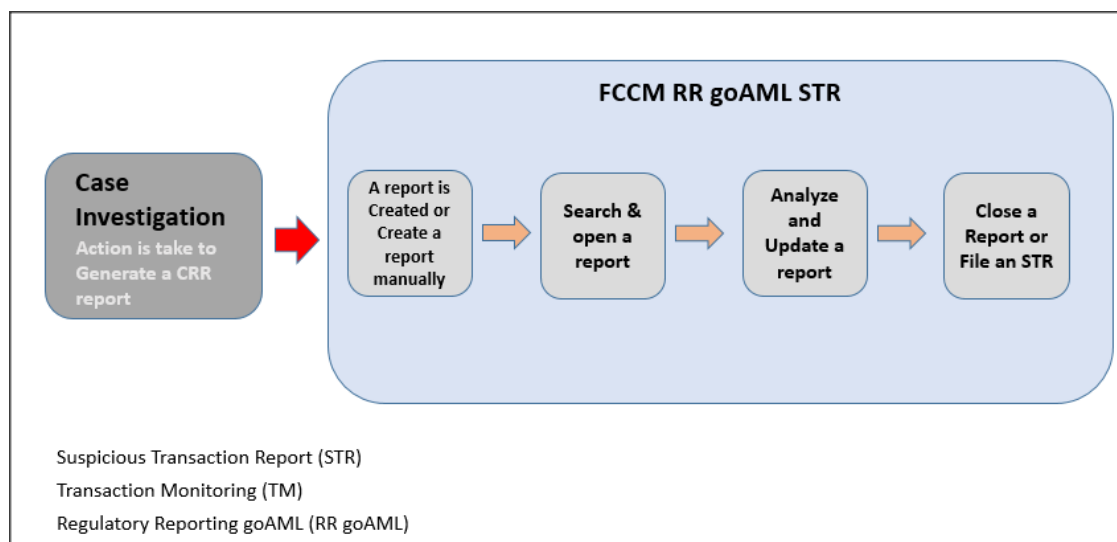 FCCM RR goAML STR
Case
Investigation
Action is take to
Generate a CRR
report
A report is
Created or
Create a
report
manually
Search &
open a
report
Analyze
and
Update a
report
Close a
Report or
File an STR
Suspicious Transaction Report (STR)
Transaction Monitoring (TM)
Regulatory Reporting goAML (RR goAML)